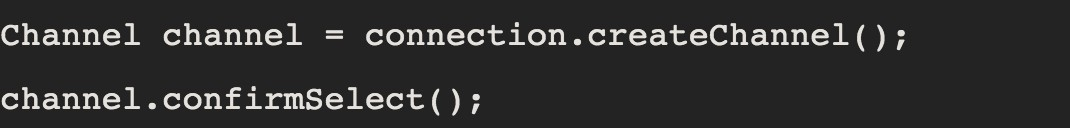 Channel channel = connection.createChannel();
channel.confirmSelect();